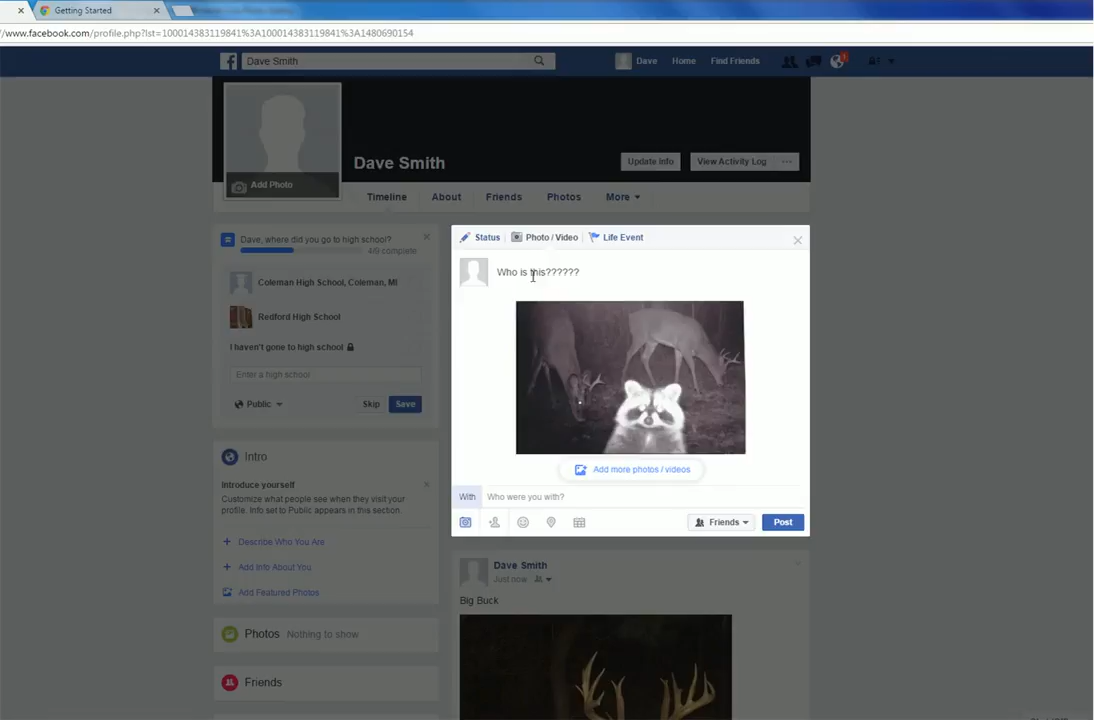 Getting Started
//www.facebook.com/profile.php?lst=100014383119841%3A100014383119841%3A1480690154
Dave Smith
Dave
Home
Find Friends
1
Dave Smith
Update Info
View Activity Log
Add Photo
Timeline
About
Friends
Photos
More
Dave, where did you go to high school?
4/9 complete
Coleman High School, Coleman, MI
Redford High School
I haven't gone to high school
Enter a high school
Public
Skip
Save
Status
Photo / Video
Life Event
Who is this??????
Add more photos / videos
With
Who were you with?
Friends
Post
Intro
Introduce yourself
Customize what people see when they visit your
profile. Info set to Public appears in this section.
Describe Who You Are
Add Info About You
Add Featured Photos
Photos
Nothing to show
Friends
Dave Smith
Just now
Big Buck